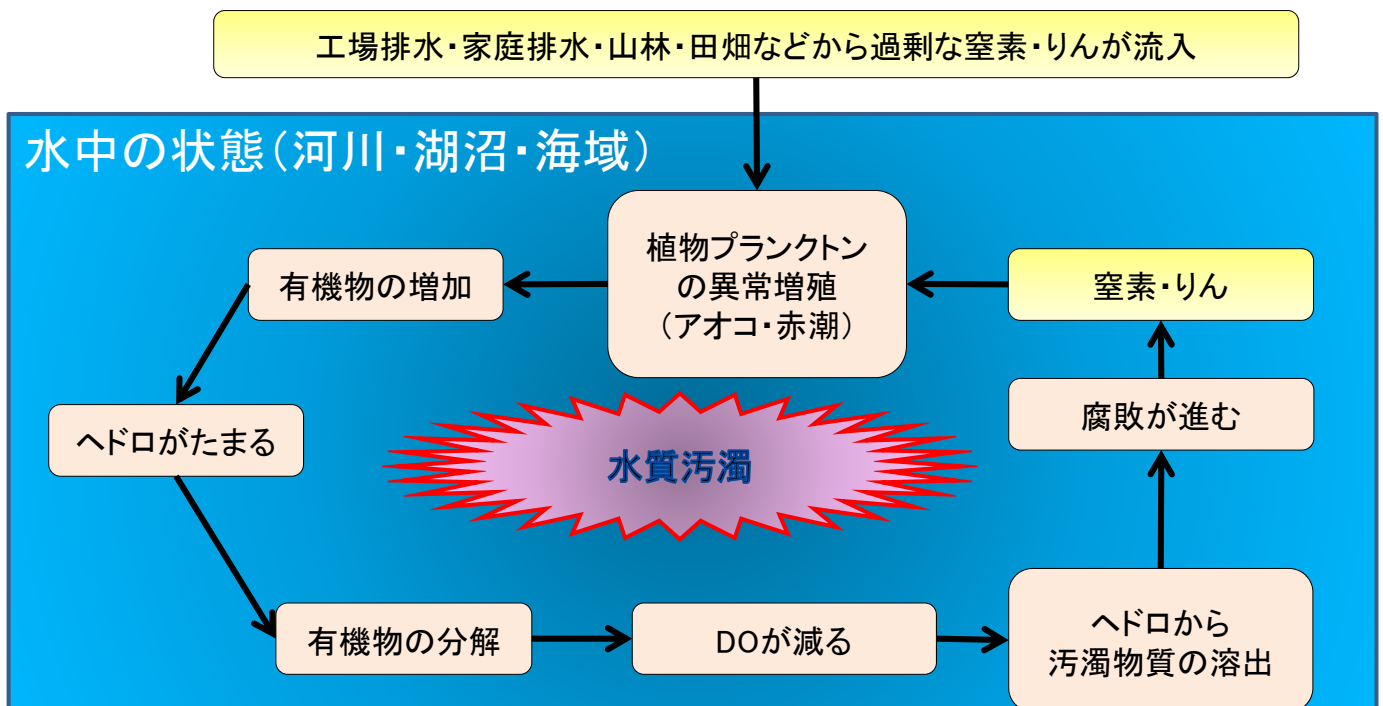 工場排水・家庭排水・山林・田畑などから過剰な窒素・りんが流入
水中の状態（河川・湖沼・海域）
植物プランクトン
の異常増殖
（アオコ・赤潮）
有機物の増加
窒素・りん
ヘドロがたまる
水質汚濁
腐敗が進む
有機物の分解
DOが減る
ヘドロから
汚濁物質の溶出